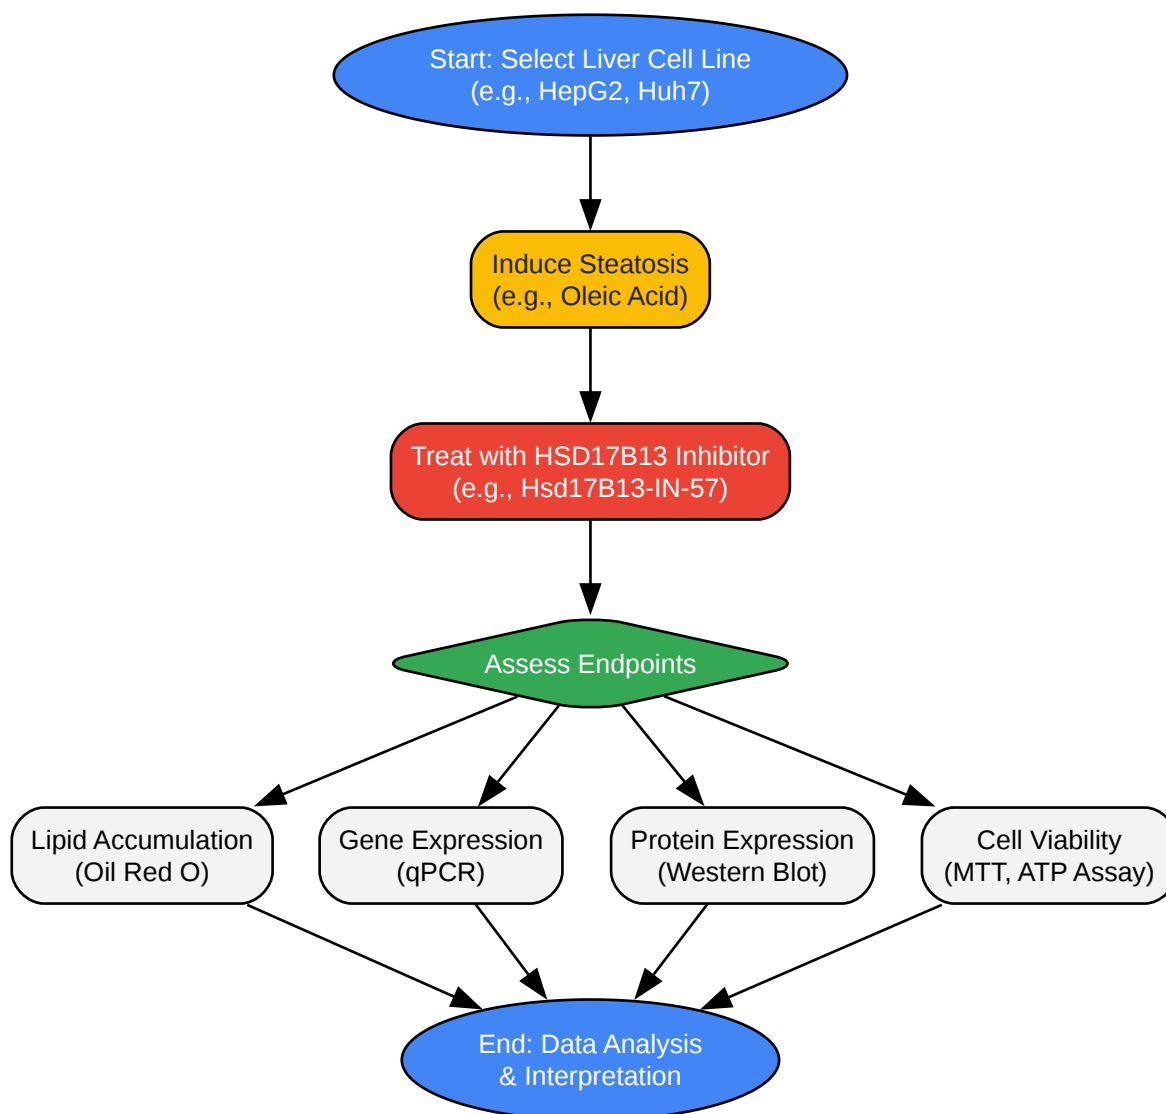 Start: Select Liver Cell Line
(e.g., HepG2, Huh7)
Induce Steatosis
(e.g., Oleic Acid)
Treat with HSD17B13 Inhibitor
(e.g., Hsd17B13-IN-57)
Assess Endpoints
Lipid Accumulation
(Oil Red O)
Gene Expression
(qPCR)
Protein Expression
(Western Blot)
Cell Viability
(MTT, ATP Assay)
End: Data Analysis
& Interpretation